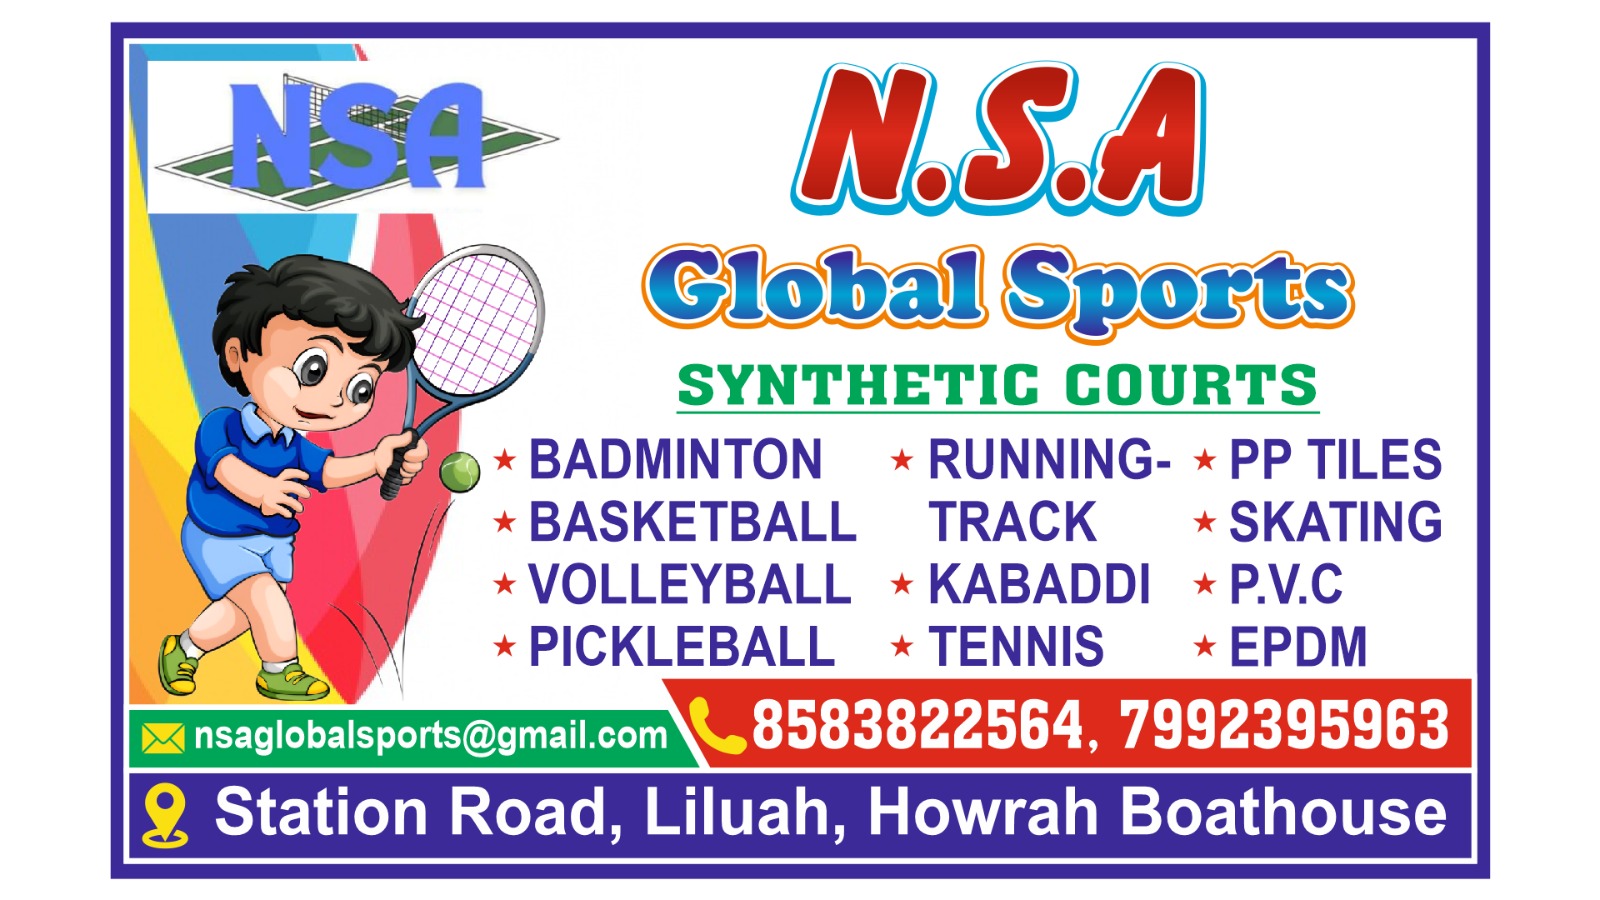 NSA
N.S.A
Global Sports
SYNTHETIC COURTS
BADMINTON
BASKETBALL
VOLLEYBALL
PICKLEBALL
RUNNING-
TRACK
KABADDI
TENNIS
PP TILES
SKATING
P.V.C
EPDM
nsaglobalsports@gmail.com
8583822564, 7992395963
Station Road, Liluah, Howrah Boathouse